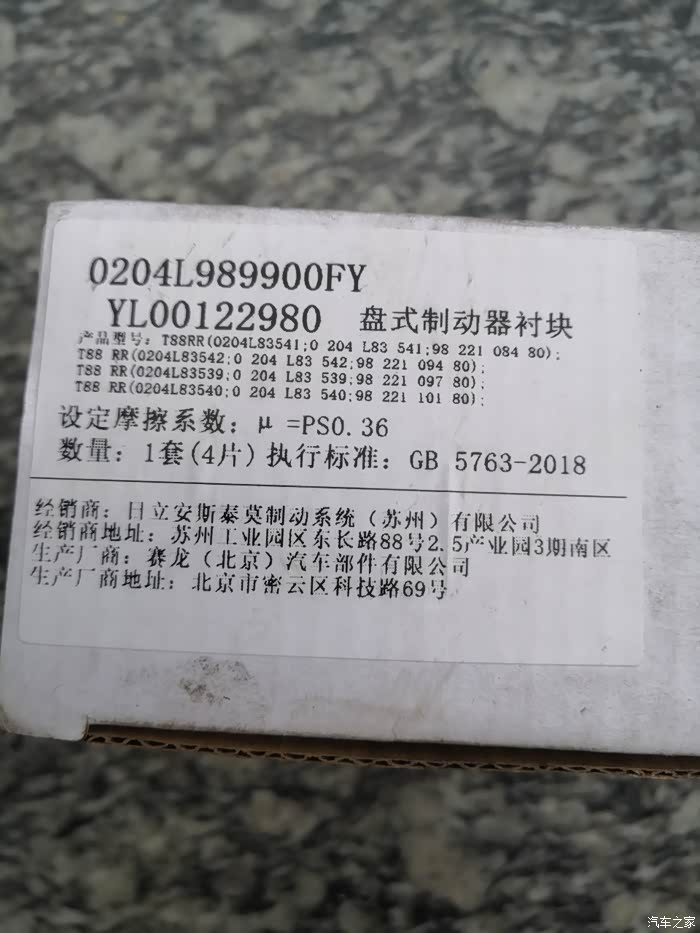 0204L989900FY
YL00122980 盘式制动器衬块
产品型号: T88RR(0204L83541;0 204 L83 541;98 221 084 80);
T88 RR(0204L83542;0 204 L83 542;98 221 094 80);
T88 RR(0204L83539;0 204 L83 539;98 221 097 80);
T88 RR(0204L83540;0 204 L83 540;98 221 101 80);
设定摩擦系数: μ =PS0.36
数量: 1套(4片) 执行标准: GB 5763-2018
经销商: 日立安斯泰莫制动系统 (苏州) 有限公司
经销商地址: 苏州工业园区东长路88号2.5产业园3期南区
生产厂商: 赛龙 (北京) 汽车部件有限公司
生产厂商地址: 北京市密云区科技路69号
汽车之家